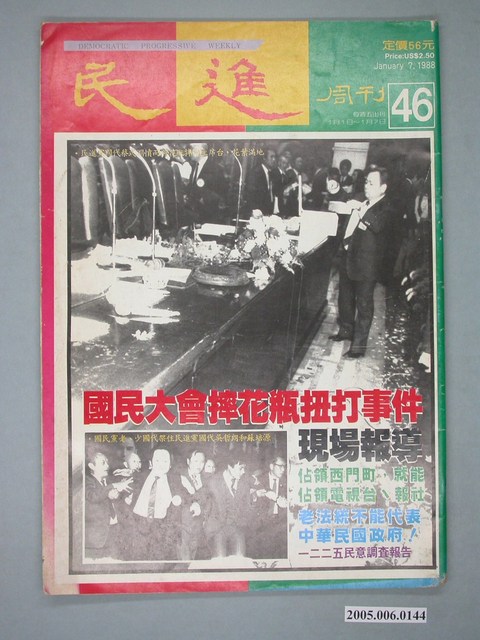 DEMOCRATIC PROGRESSIVE WEEKLY
民進周刊
46
定價66元
Price:US$2.50
January 7, 1988
國民大會摔花瓶扭打事件
現場報導
佔領西門町、就能
佔領電視台、報社
老法統不能代表
中華民國政府!
一二二五民意調查報告
2005.006.0144